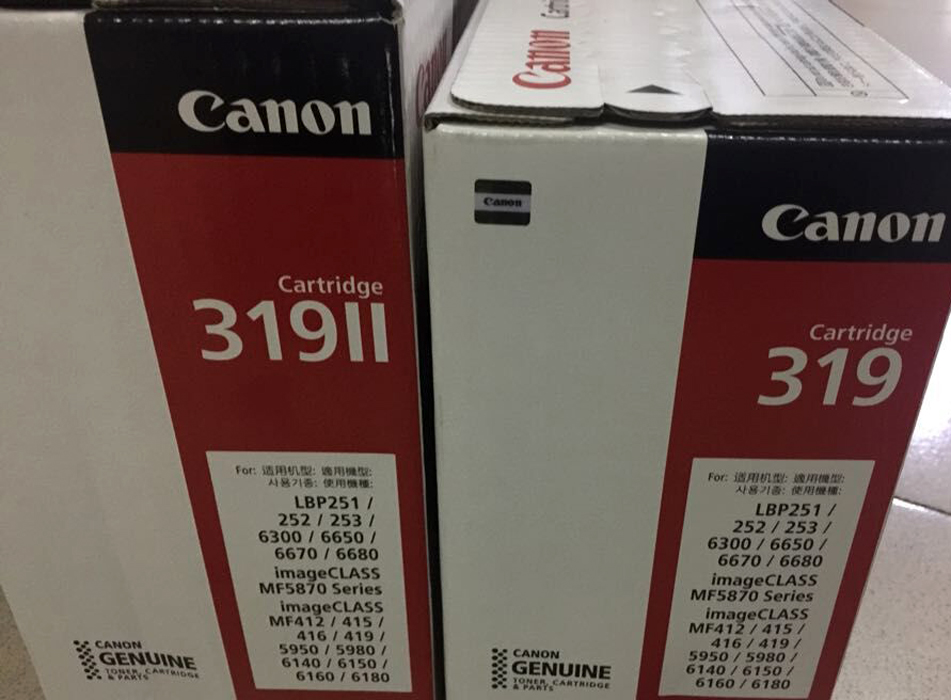 Canon
Cartridge
319II
For: 适用机型: 適用機型:
사용기종: 使用機種:
LBP251 /
252 / 253 /
6300 / 6650 /
6670 / 6680
imageCLASS
MF5870 Series
imageCLASS
MF412 / 415 /
416 / 419 /
5950 / 5980 /
6140 / 6150 /
6160 / 6180
CANON
GENUINE
TONER, CARTRIDGE
& PARTS
Canon
Canon
Canon
Cartridge
319
For: 适用机型: 適用機型:
사용기종: 使用機種:
LBP251 /
252 / 253 /
6300 / 6650 /
6670 / 6680
imageCLASS
MF5870 Series
imageCLASS
MF412 / 415 /
416 / 419 /
5950 / 5980 /
6140 / 6150 /
6160 / 6180
CANON
GENUINE
TONER, CARTRIDGE
& PARTS